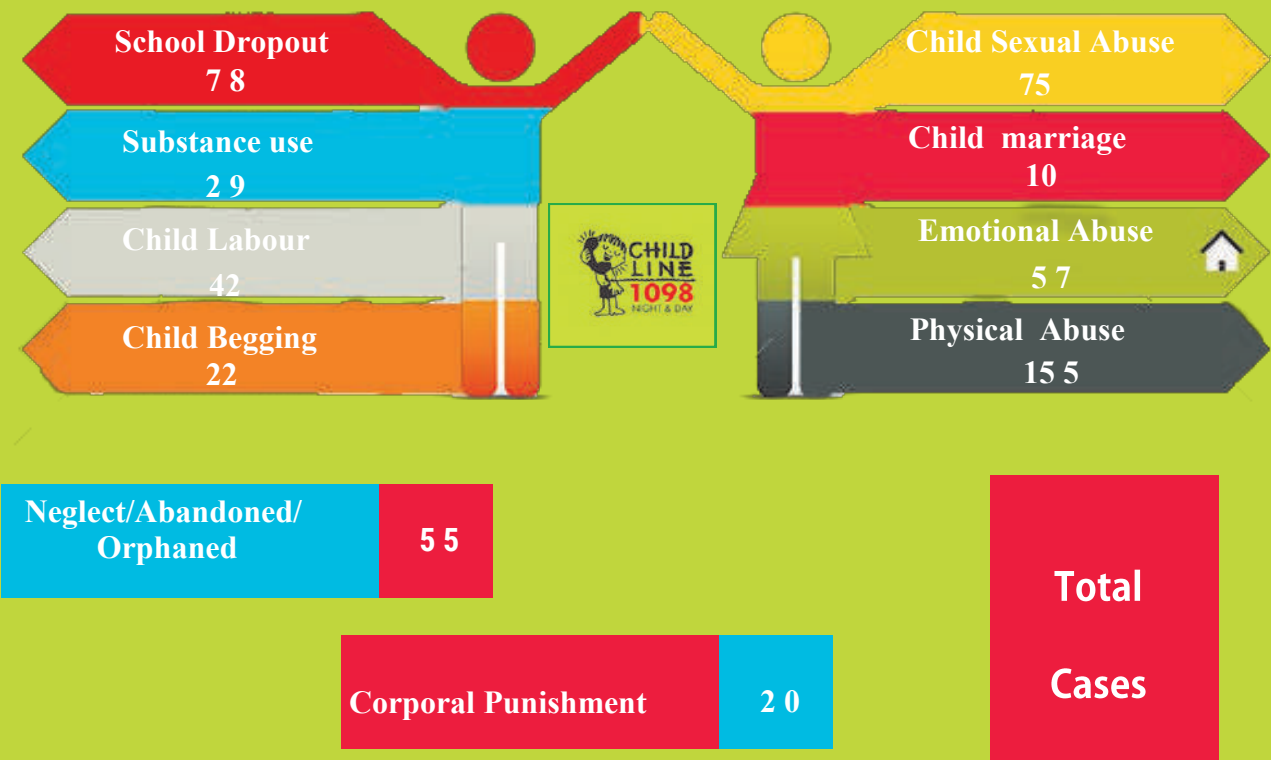 School Dropout
7 8
Substance use
2 9
Child Labour
42
Child Begging
22
Child Sexual Abuse
75
Child marriage
10
Emotional Abuse
5 7
Physical Abuse
15 5
CHILD
LINE
1098
NIGHT & DAY
Neglect/Abandoned/
Orphaned
5 5
Corporal Punishment
2 0
Total
Cases